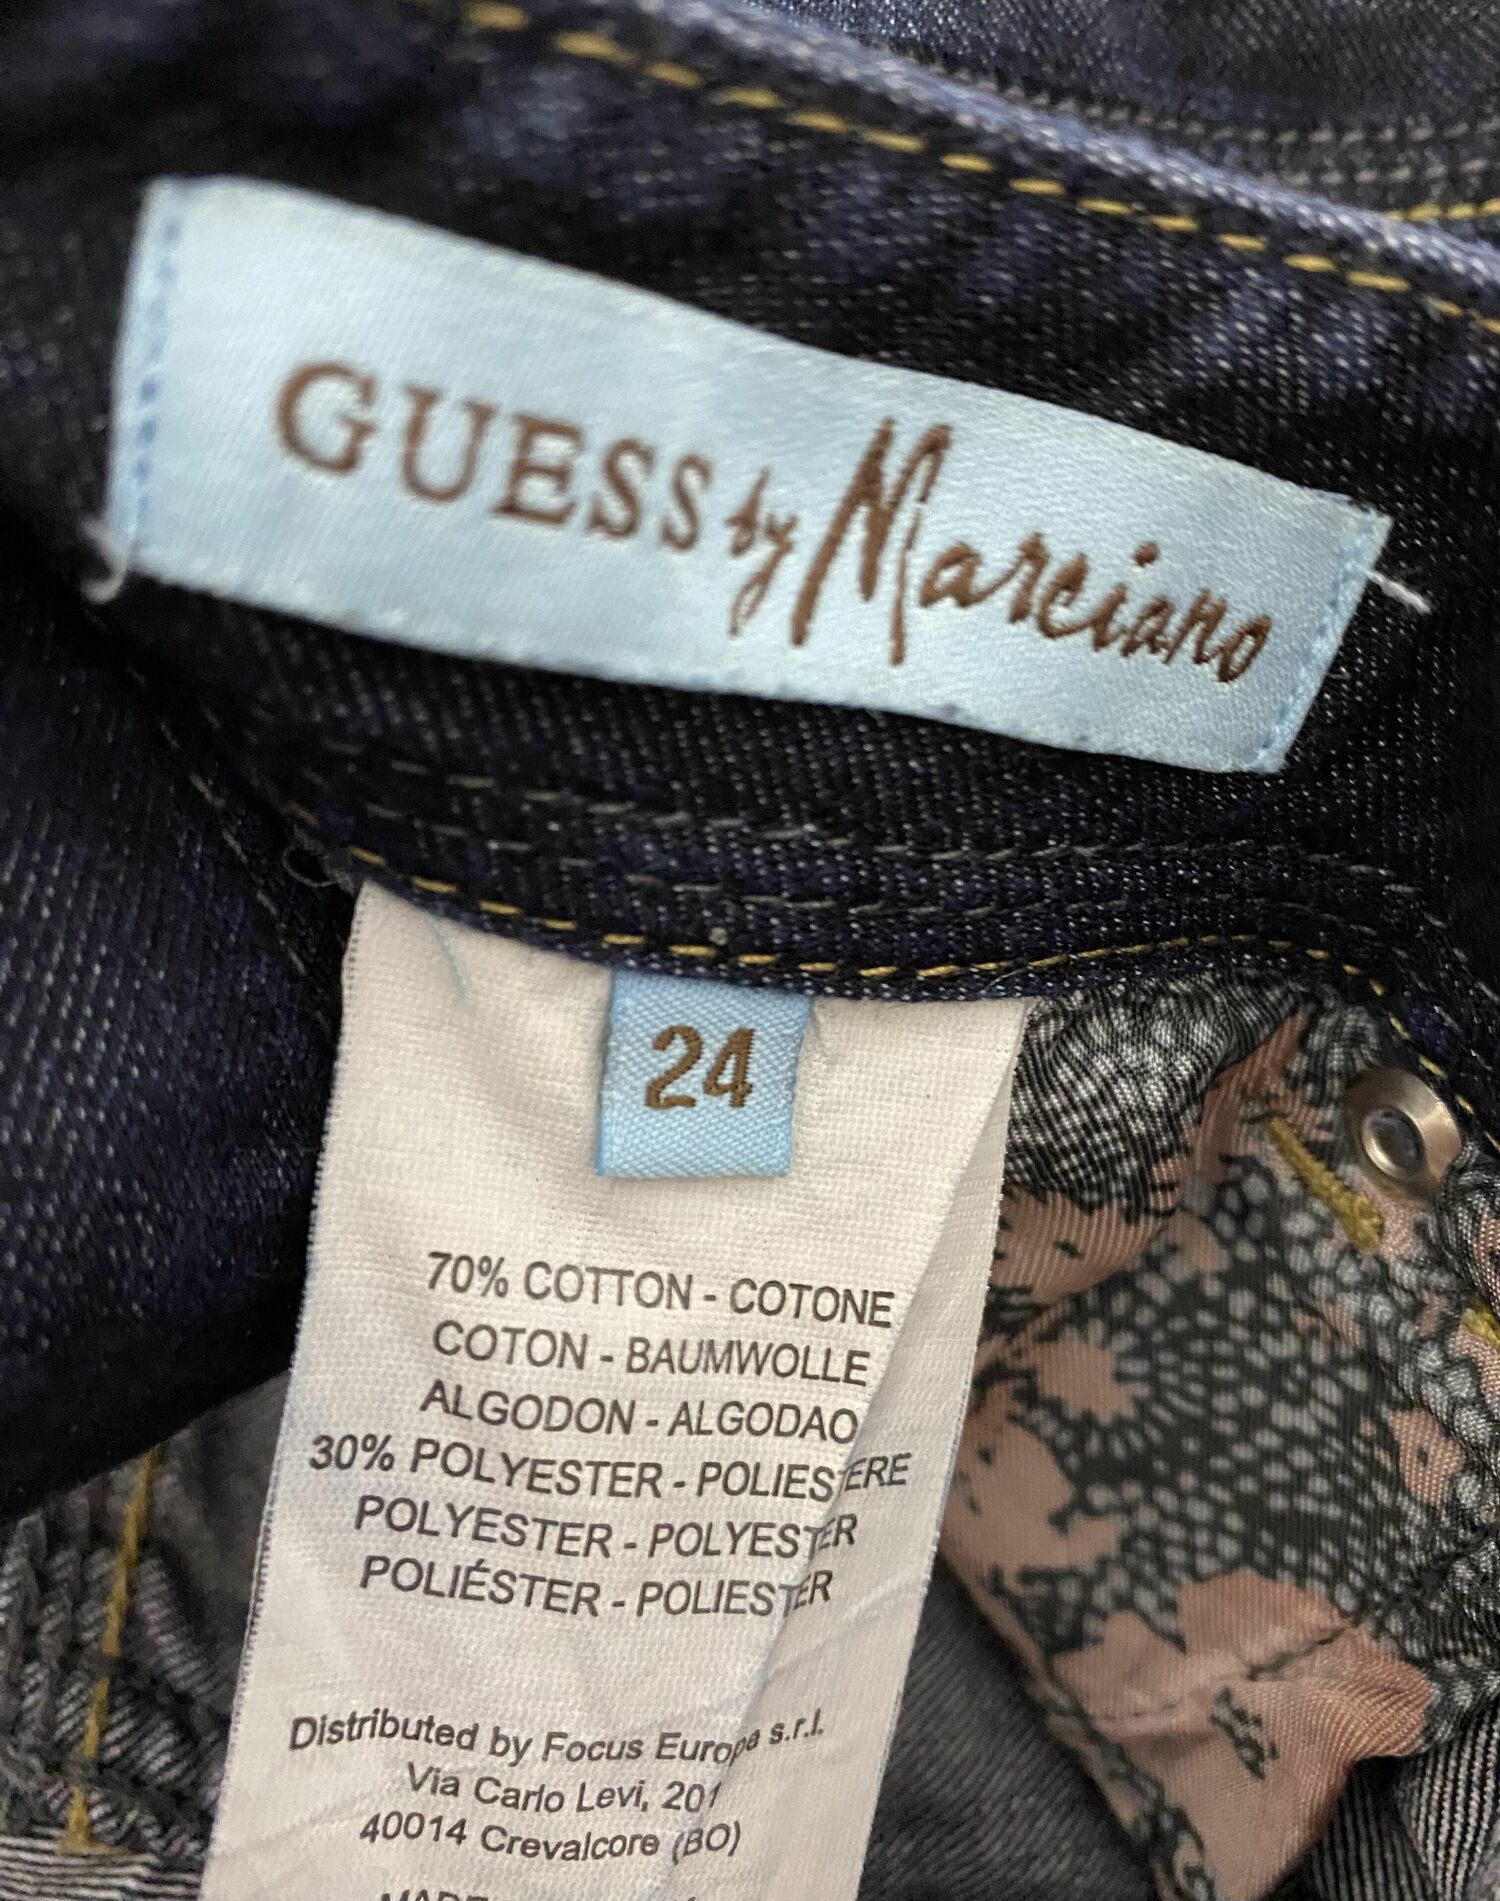 GUESS by Marciano
24
70% COTTON - COTONE
COTON - BAUMWOLLE
ALGODON - ALGODAO
30% POLYESTER - POLIESTERE
POLYESTER - POLYESTER
POLIÉSTER - POLIESTER
Distributed by Focus Europe s.r.l.
Via Carlo Levi, 201
40014 Crevalcore (BO)